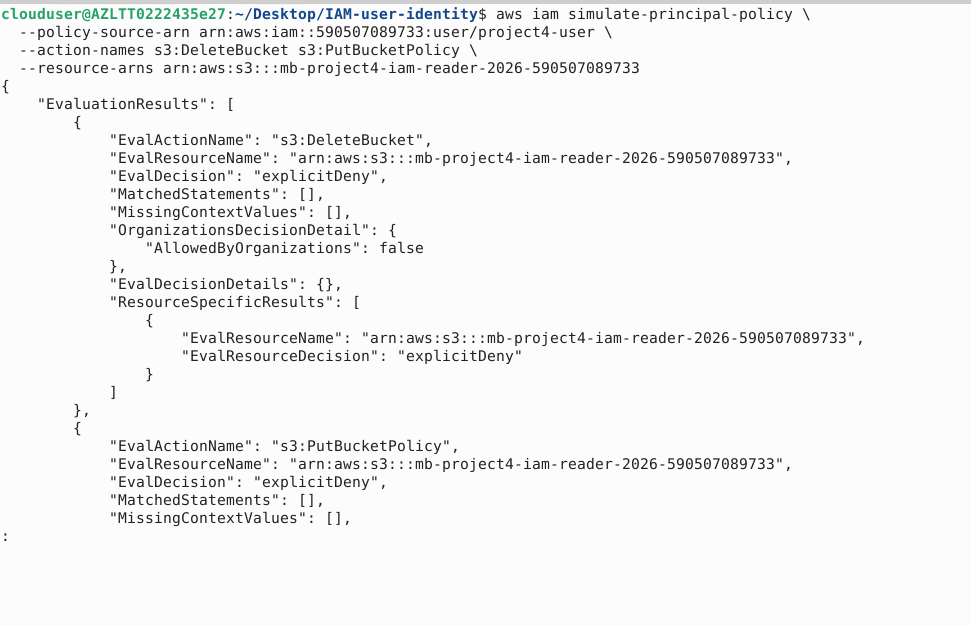 clouduser@AZLTT0222435e27:~/Desktop/IAM-user-identity$ aws iam simulate-principal-policy \
  --policy-source-arn arn:aws:iam::590507089733:user/project4-user \
  --action-names s3:DeleteBucket s3:PutBucketPolicy \
  --resource-arns arn:aws:s3:::mb-project4-iam-reader-2026-590507089733
{
    "EvaluationResults": [
        {
            "EvalActionName": "s3:DeleteBucket",
            "EvalResourceName": "arn:aws:s3:::mb-project4-iam-reader-2026-590507089733",
            "EvalDecision": "explicitDeny",
            "MatchedStatements": [],
            "MissingContextValues": [],
            "OrganizationsDecisionDetail": {
                "AllowedByOrganizations": false
            },
            "EvalDecisionDetails": {},
            "ResourceSpecificResults": [
                {
                    "EvalResourceName": "arn:aws:s3:::mb-project4-iam-reader-2026-590507089733",
                    "EvalResourceDecision": "explicitDeny"
                }
            ]
        },
        {
            "EvalActionName": "s3:PutBucketPolicy",
            "EvalResourceName": "arn:aws:s3:::mb-project4-iam-reader-2026-590507089733",
            "EvalDecision": "explicitDeny",
            "MatchedStatements": [],
            "MissingContextValues": [],
: